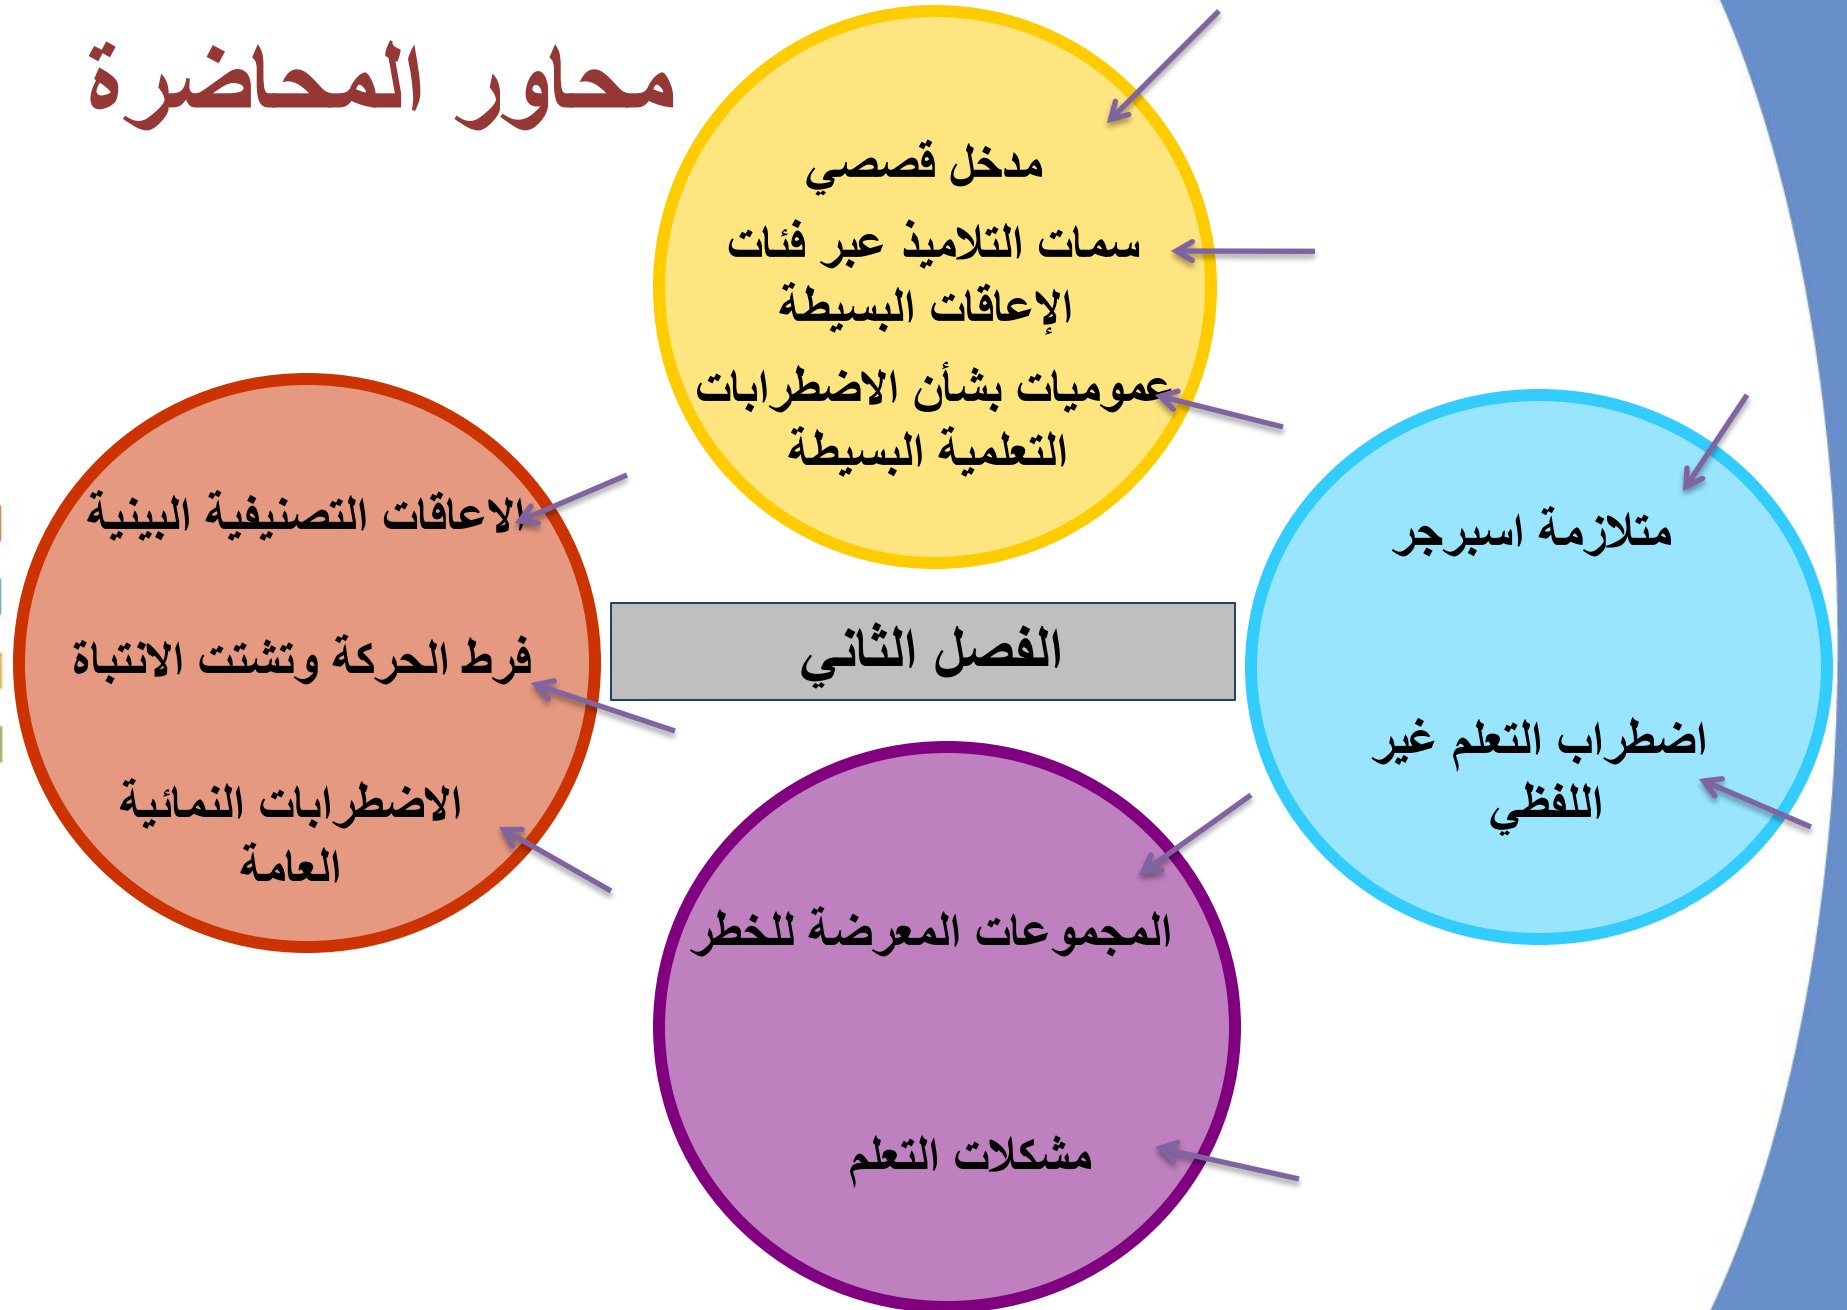 محاور المحاضرة
مدخل قصصي
سمات التلاميذ عبر فئات
الإعاقات البسيطة
عموميات بشأن الاضطرابات
التعلمية البسيطة
متلازمة اسبرجر
اضطراب التعلم غير
اللفظي
الفصل الثاني
الاعاقات التصنيفية البينية
فرط الحركة وتشتت الانتباة
الاضطرابات النمائية
العامة
المجموعات المعرضة للخطر
مشكلات التعلم